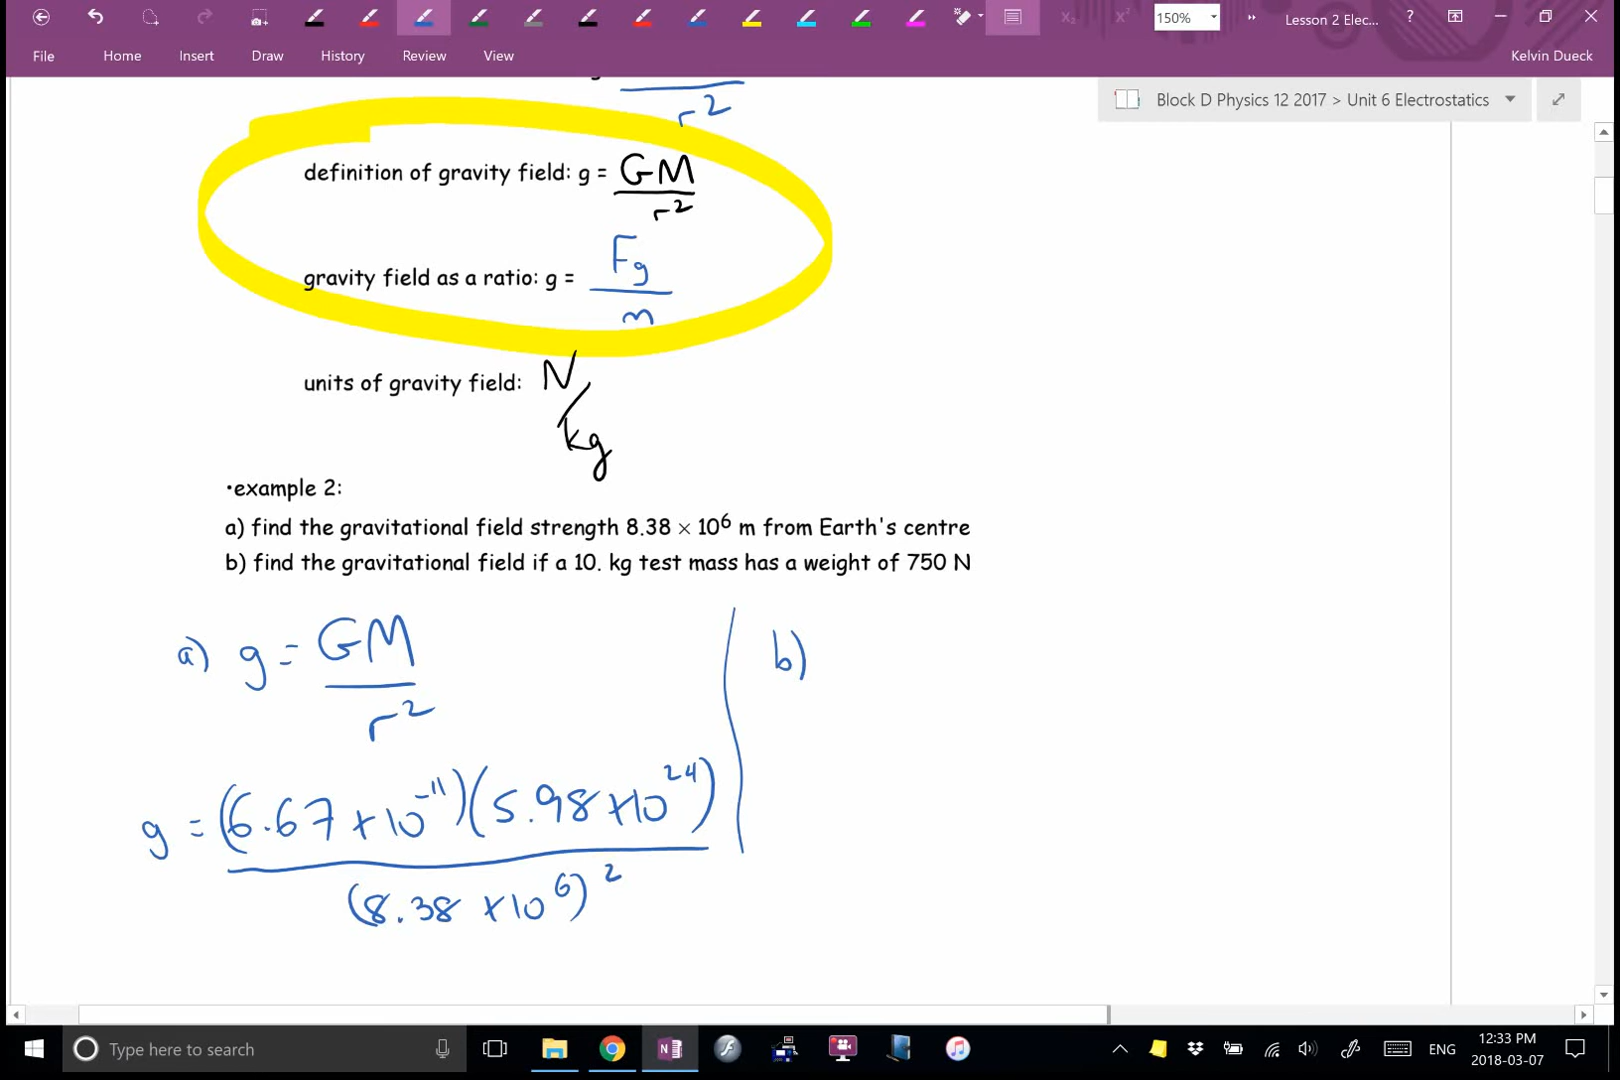 150%
Lesson 2 Elec...
?
File Home Insert Draw History Review View
Kelvin Dueck
Block D Physics 12 2017 > Unit 6 Electrostatics
r²
definition of gravity field: g = GM / r²
gravity field as a ratio: g = Fg / m
units of gravity field: N/kg
•example 2:
a) find the gravitational field strength 8.38 × 10⁶ m from Earth's centre
b) find the gravitational field if a 10. kg test mass has a weight of 750 N
a) g = GM / r²
b)
g = (6.67 × 10⁻¹¹)(5.98 × 10²⁴) / (8.38 × 10⁶)²
Type here to search
ENG
12:33 PM
2018-03-07